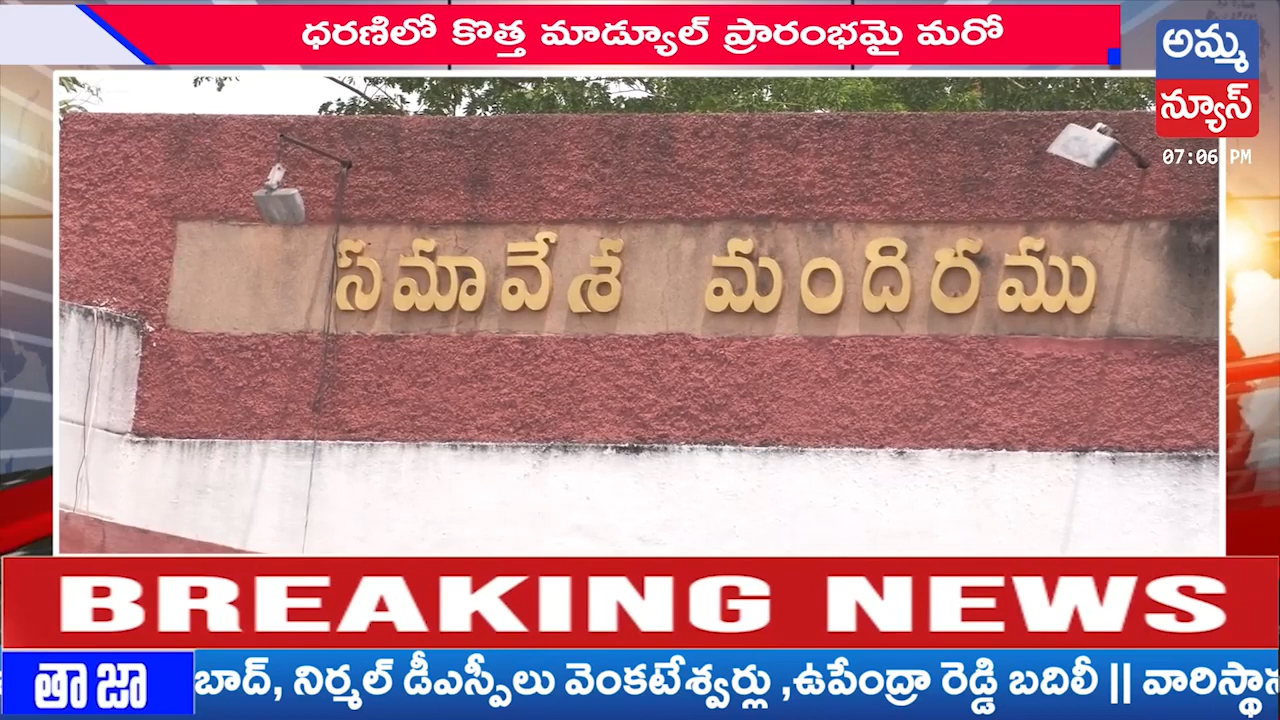 ధరణిలో కొత్త మాడ్యూల్ ప్రారంభమై మరో
అమ్మ
న్యూస్
07:06 PM
సమావేశ మందిరము
BREAKING NEWS
తాజా
బాద్, నిర్మల్ డీఎస్పీలు వెంకటేశ్వర్లు ,ఉపేంద్రా రెడ్డి బదిలీ || వారిస్థా